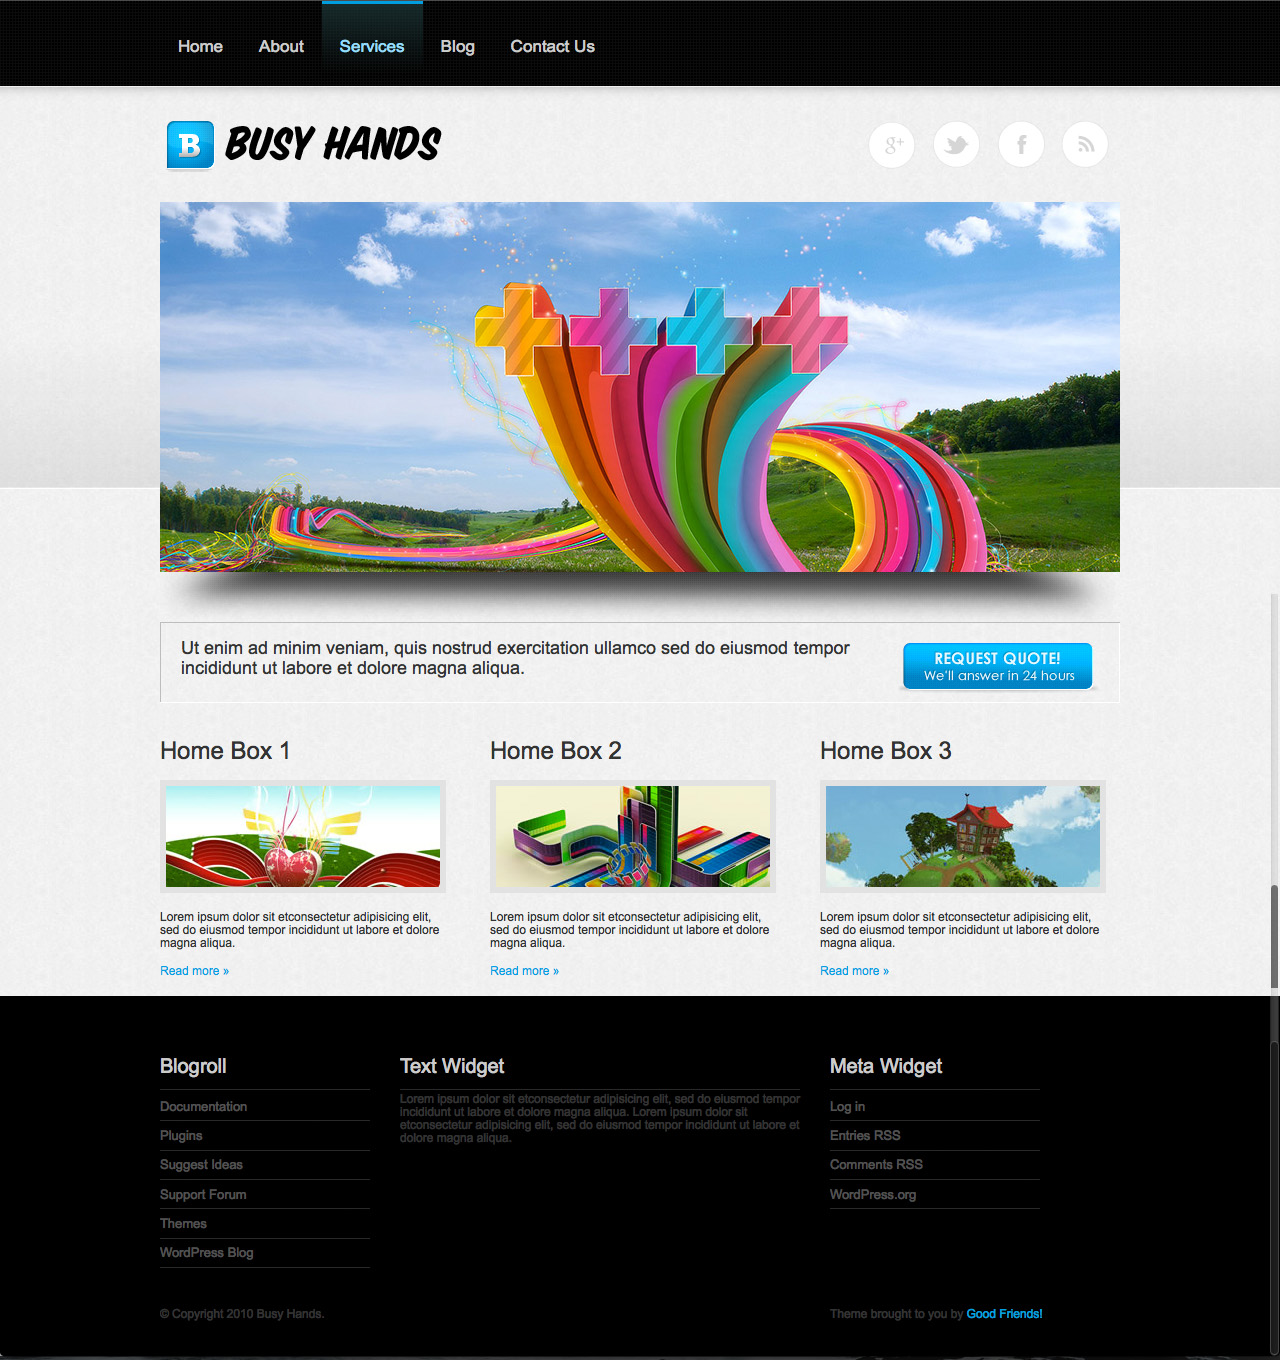 Home About Services Blog Contact Us
B BUSY HANDS
g+ f
Ut enim ad minim veniam, quis nostrud exercitation ullamco sed do eiusmod tempor
incididunt ut labore et dolore magna aliqua.
REQUEST QUOTE!
We'll answer in 24 hours
Home Box 1
Lorem ipsum dolor sit etconsectetur adipisicing elit,
sed do eiusmod tempor incididunt ut labore et dolore
magna aliqua.
Read more »
Home Box 2
Lorem ipsum dolor sit etconsectetur adipisicing elit,
sed do eiusmod tempor incididunt ut labore et dolore
magna aliqua.
Read more »
Home Box 3
Lorem ipsum dolor sit etconsectetur adipisicing elit,
sed do eiusmod tempor incididunt ut labore et dolore
magna aliqua.
Read more »
Blogroll
Documentation
Plugins
Suggest Ideas
Support Forum
Themes
WordPress Blog
Text Widget
Lorem ipsum dolor sit etconsectetur adipisicing elit, sed do eiusmod tempor
incididunt ut labore et dolore magna aliqua. Lorem ipsum dolor sit
etconsectetur adipisicing elit, sed do eiusmod tempor incididunt ut labore et
dolore magna aliqua.
Meta Widget
Log in
Entries RSS
Comments RSS
WordPress.org
© Copyright 2010 Busy Hands.
Theme brought to you by Good Friends!